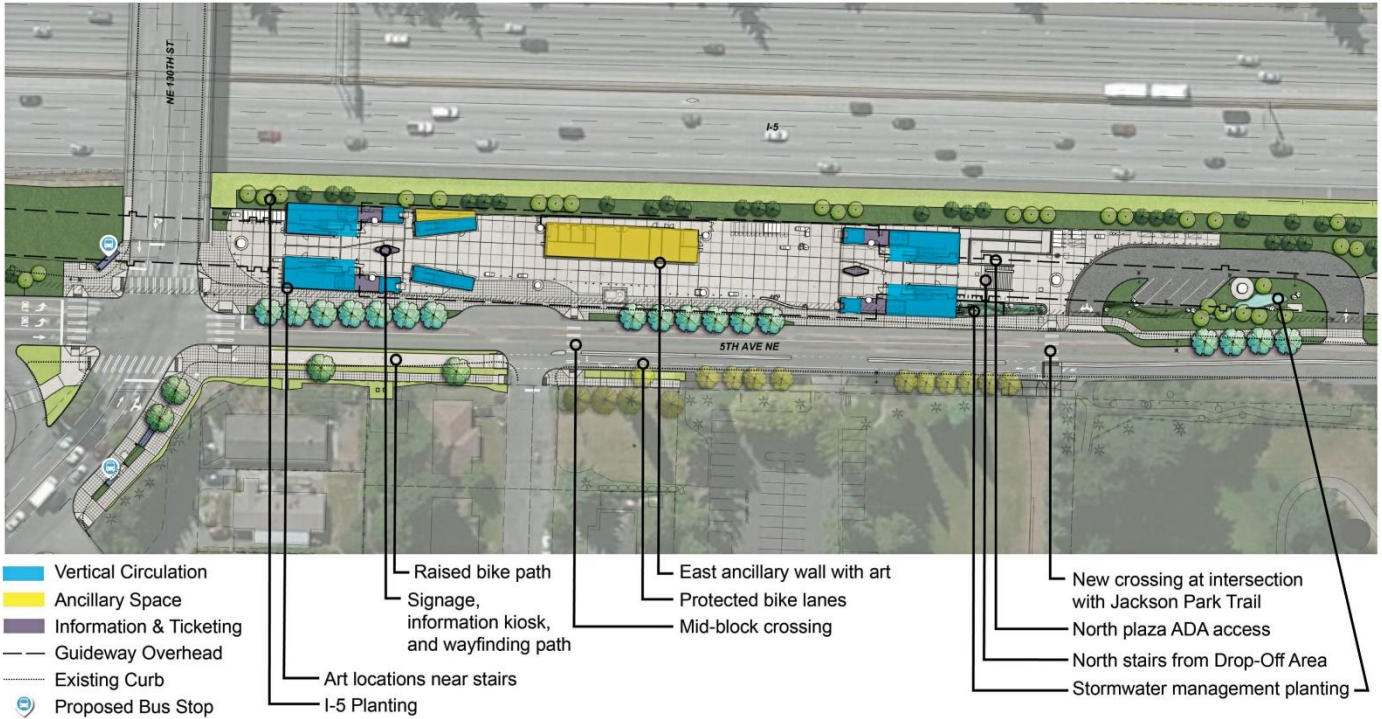 NE 130TH ST
I-5
5TH AVE NE
Vertical Circulation
Ancillary Space
Information & Ticketing
Guideway Overhead
Existing Curb
Proposed Bus Stop
Raised bike path
Signage,
information kiosk,
and wayfinding path
Art locations near stairs
I-5 Planting
East ancillary wall with art
Protected bike lanes
Mid-block crossing
New crossing at intersection
with Jackson Park Trail
North plaza ADA access
North stairs from Drop-Off Area
Stormwater management planting